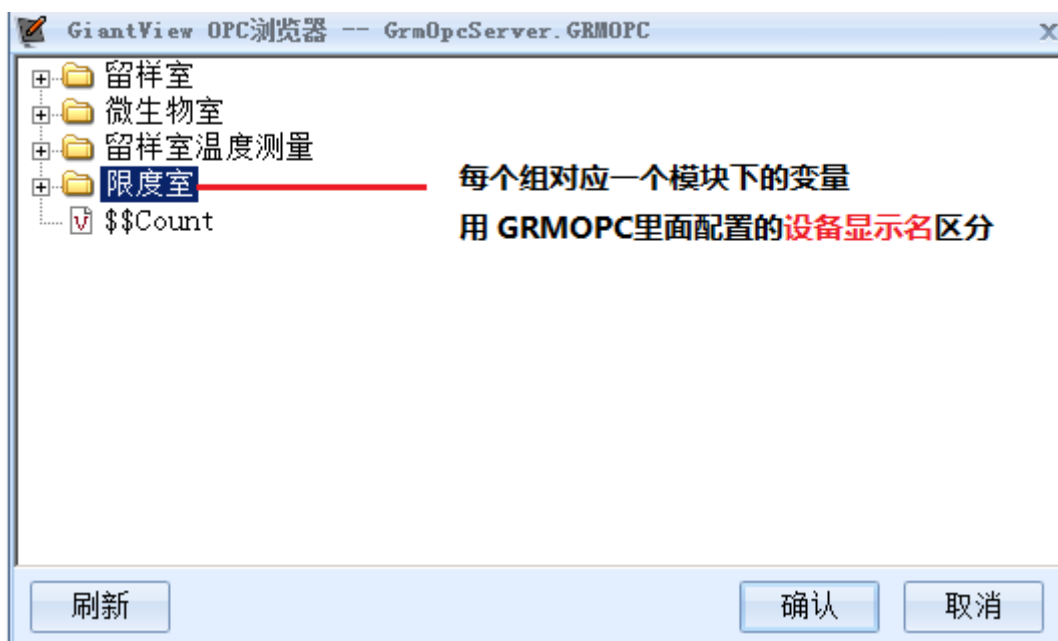 GiantView OPC浏览器 -- GrmOpcServer.GRMOPC
留样室
微生物室
留样室温度测量
限度室
$$Count
每个组对应一个模块下的变量
用 GRMOPC里面配置的设备显示名区分
刷新
确认
取消